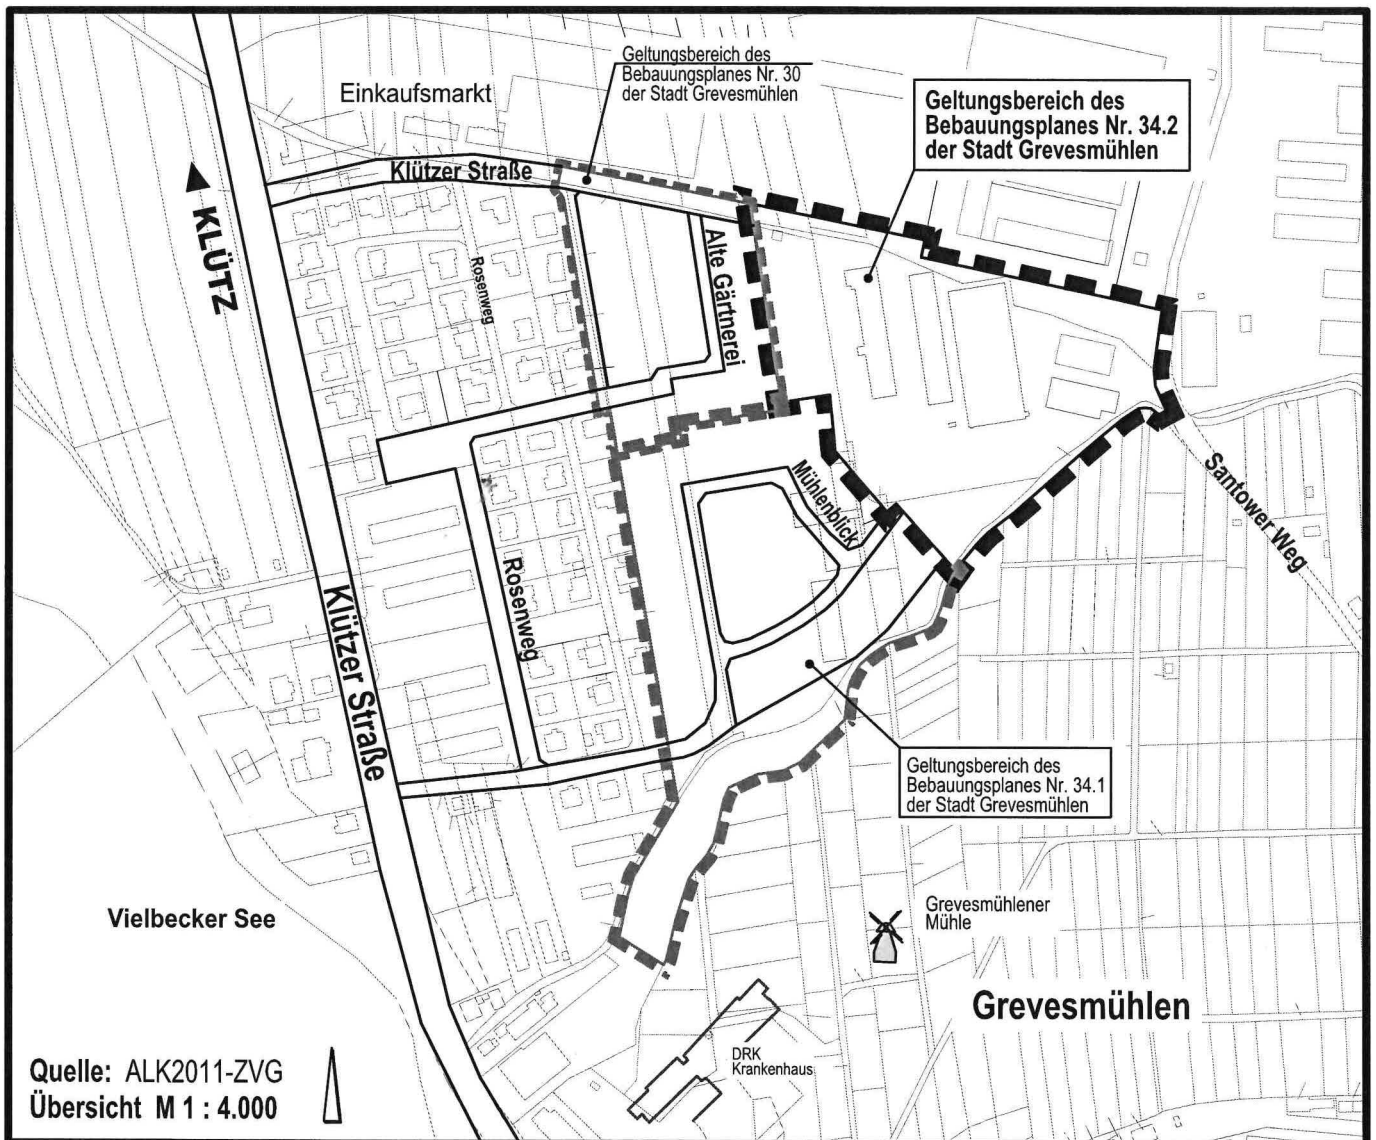 Geltungsbereich des
Bebauungsplanes Nr. 30
der Stadt Grevesmühlen
Einkaufsmarkt
Geltungsbereich des
Bebauungsplanes Nr. 34.2
der Stadt Grevesmühlen
Klützer Straße
KLÜTZ
Rosenweg
Alte Gärtnerei
Mühlenblick
Santower Weg
Rosenweg
Klützer Straße
Geltungsbereich des
Bebauungsplanes Nr. 34.1
der Stadt Grevesmühlen
Vielbecker See
Grevesmühlener
Mühle
Grevesmühlen
DRK
Krankenhaus
Quelle: ALK2011-ZVG
Übersicht M 1 : 4.000